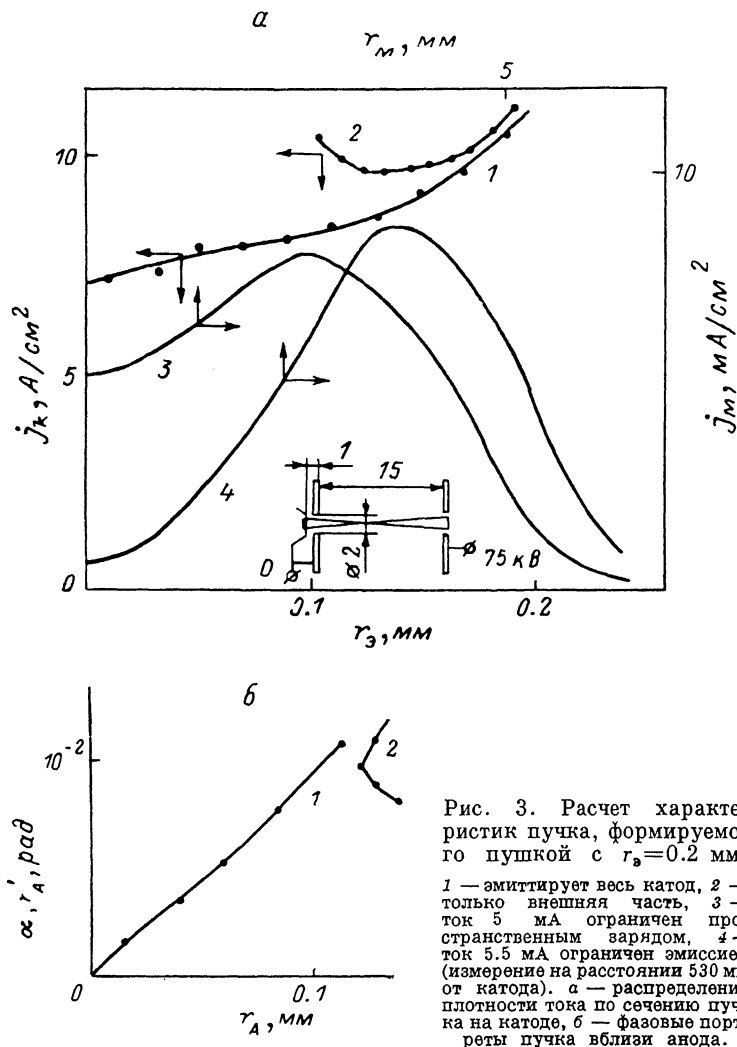 а
r_м, мм
5
2
1
10
10
j_к, А/см²
5
3
4
j_м, мА/см²
1
15
⌀2
0
75 кВ
0
0.1
0.2
r_э, мм
б
10⁻²
α, r'_А, рад
1
2
0
0.1
r_А, мм
Рис. 3. Расчет характе
ристик пучка, формируемо
го пушкой с r_э=0.2 мм
1 — эмиттирует весь катод, 2 —
только внешняя часть, 3 —
ток 5 мА ограничен про
странственным зарядом, 4 —
ток 5.5 мА ограничен эмиссие
(измерение на расстоянии 530 м
от катода). а — распределени
плотности тока по сечению пуч
ка на катоде, б — фазовые порт
реты пучка вблизи анода.